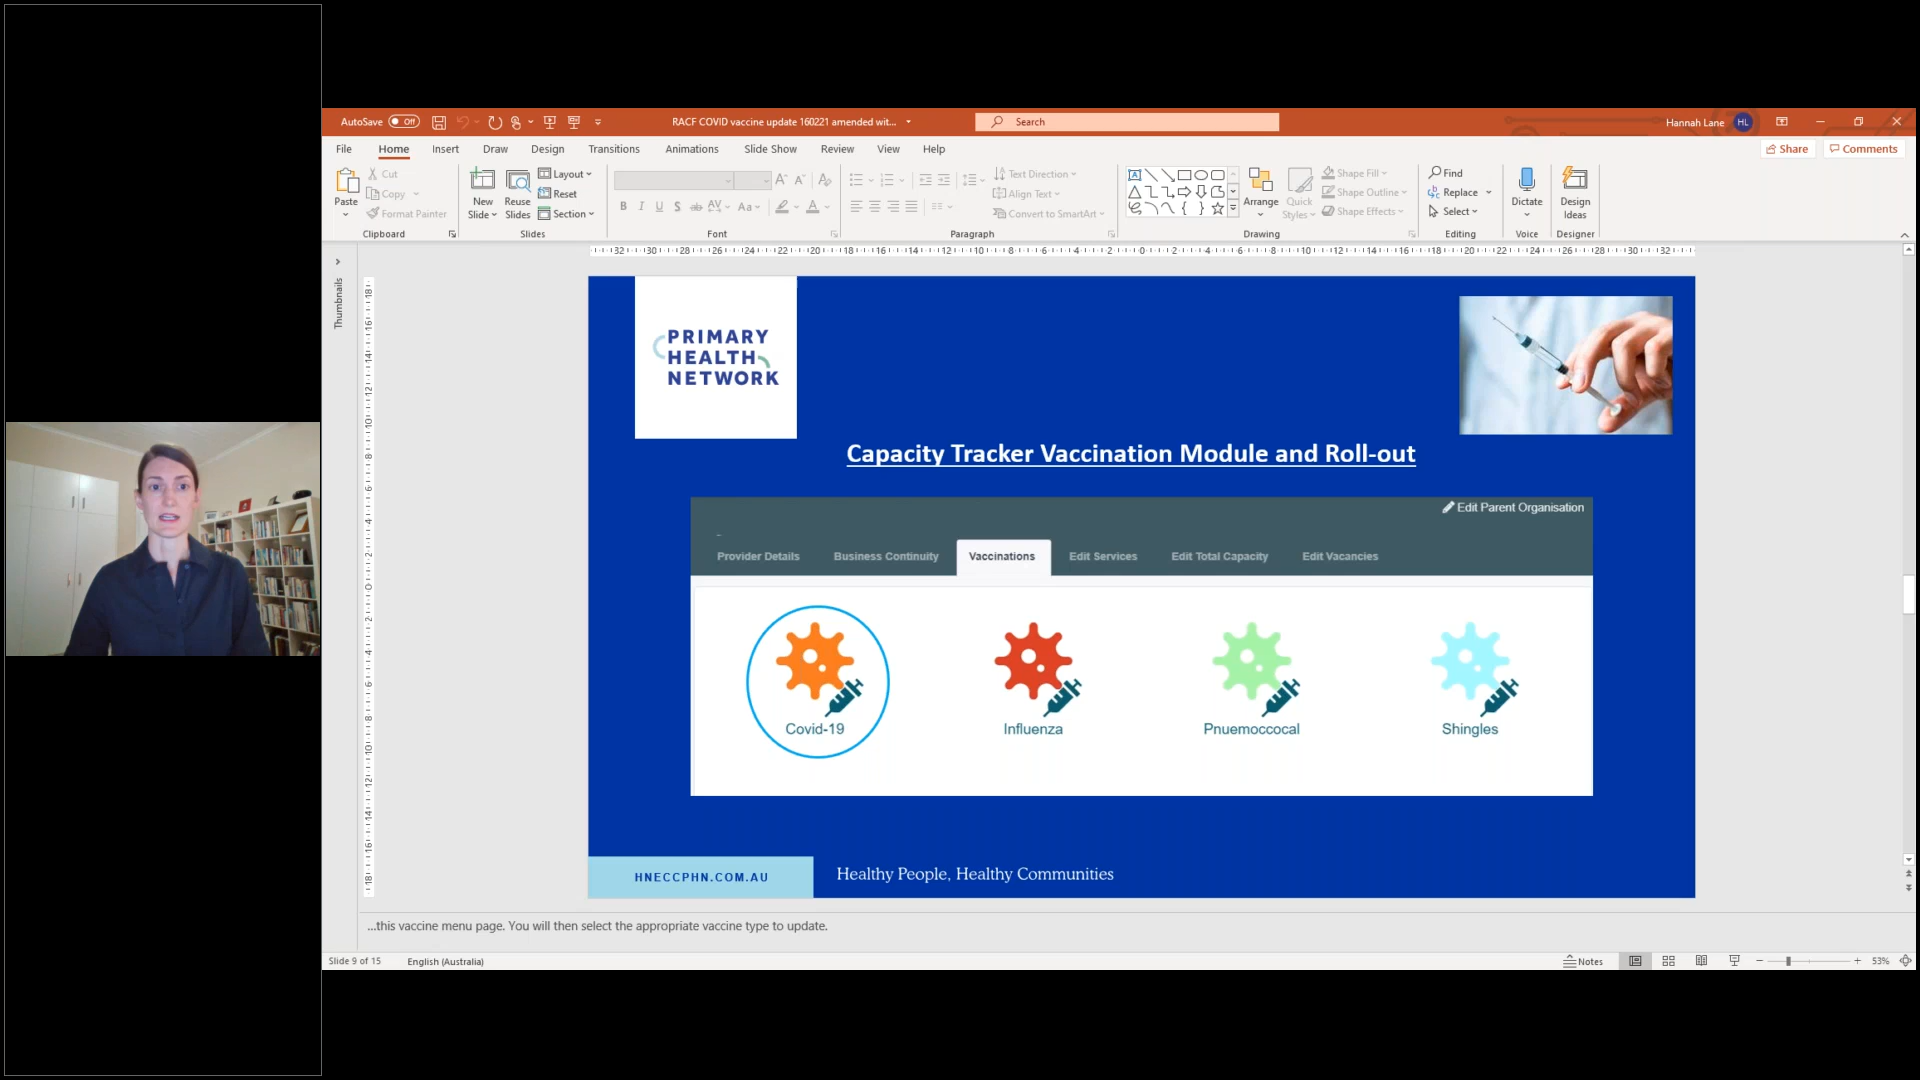 AutoSave Off
RACF COVID vaccine update 160221 amended wit...
Search
Hannah Lane HL
File Home Insert Draw Design Transitions Animations Slide Show Review View Help
Share Comments
Paste
Cut
Copy
Format Painter
Clipboard
New Slide
Reuse Slides
Layout
Reset
Section
Slides
B I U S ab AV Aa A
Font
Text Direction
Align Text
Convert to SmartArt
Paragraph
Arrange
Quick Styles
Shape Fill
Shape Outline
Shape Effects
Drawing
Find
Replace
Select
Editing
Dictate
Voice
Design Ideas
Designer
Thumbnails
PRIMARY
HEALTH
NETWORK
Capacity Tracker Vaccination Module and Roll-out
Edit Parent Organisation
Provider Details Business Continuity Vaccinations Edit Services Edit Total Capacity Edit Vacancies
Covid-19 Influenza Pnuemoccocal Shingles
HNECCPHN.COM.AU
Healthy People, Healthy Communities
...this vaccine menu page. You will then select the appropriate vaccine type to update.
Slide 9 of 15 English (Australia) Notes 53%